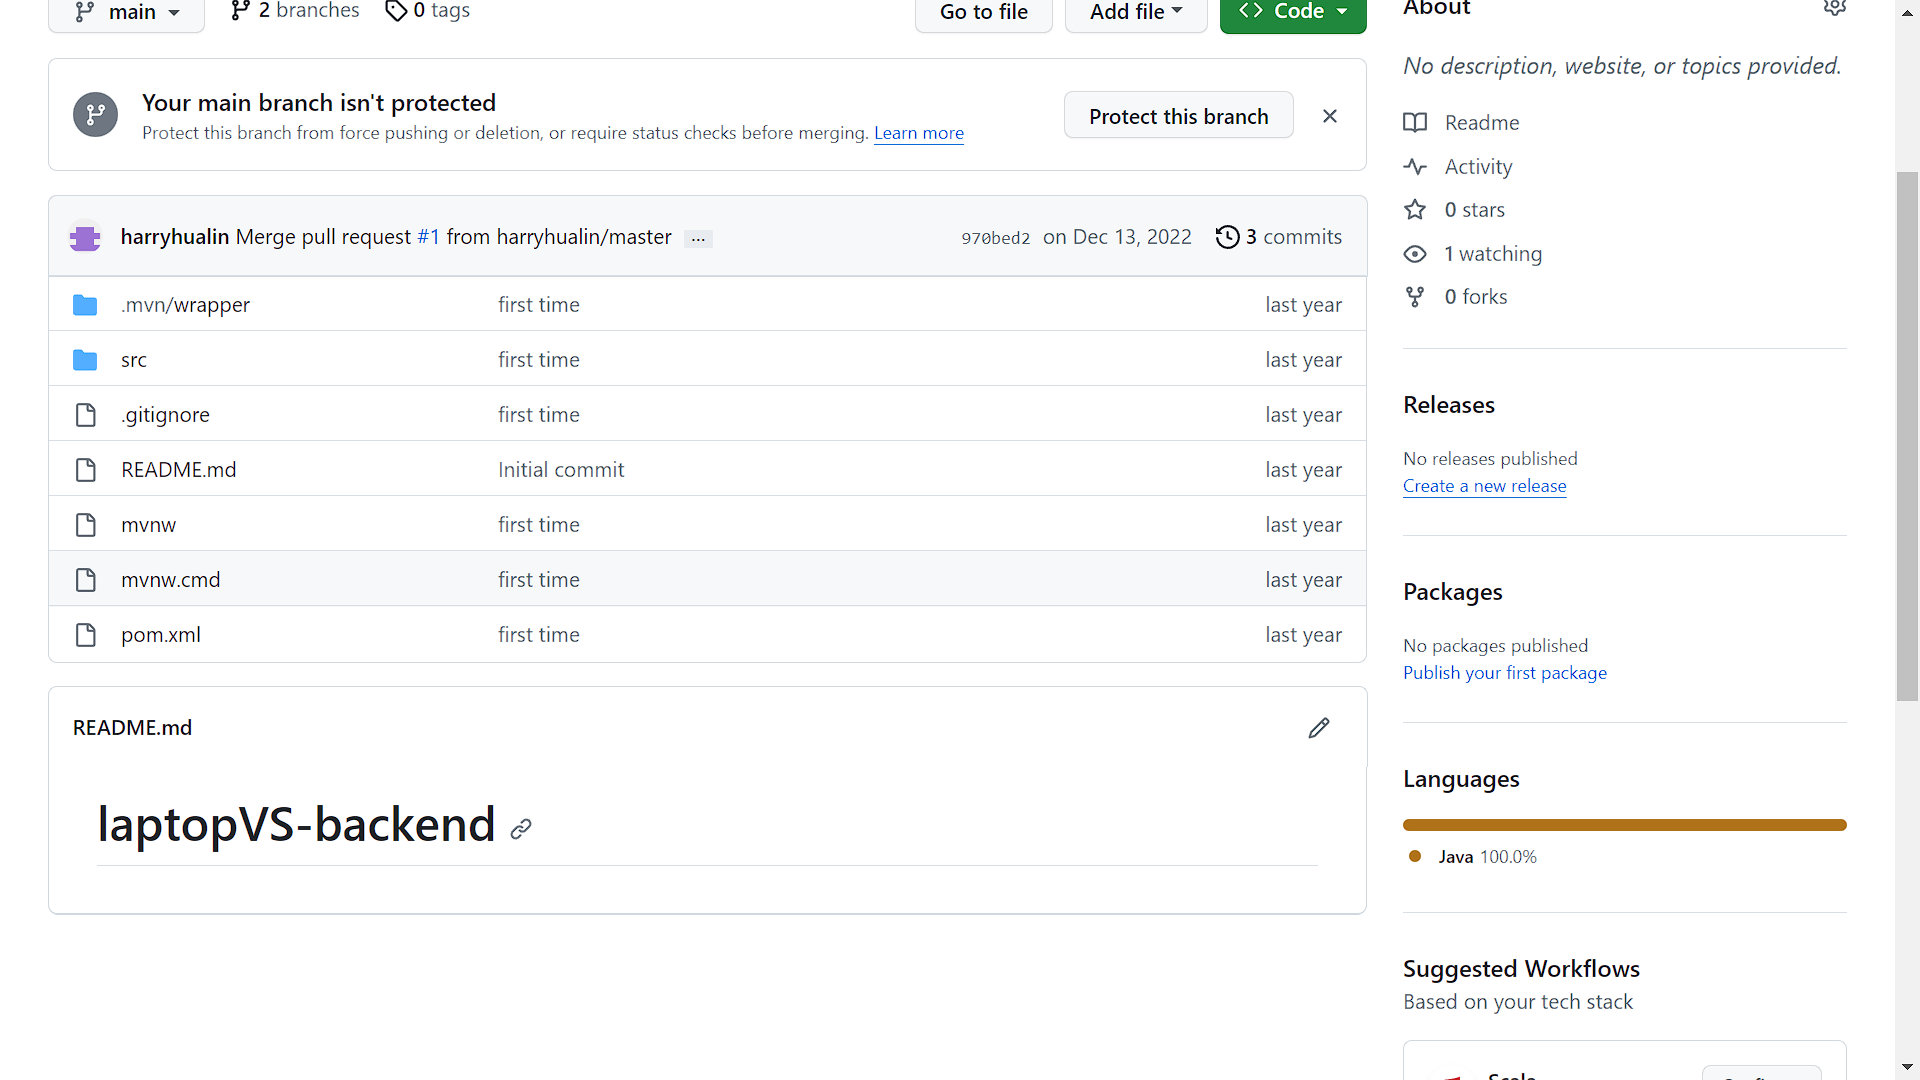 main
2 branches
0 tags
Go to file
Add file
Code
Your main branch isn't protected
Protect this branch from force pushing or deletion, or require status checks before merging. Learn more
Protect this branch
harryhualin Merge pull request #1 from harryhualin/master ...
970bed2 on Dec 13, 2022
3 commits
.mvn/wrapper first time last year
src first time last year
.gitignore first time last year
README.md Initial commit last year
mvnw first time last year
mvnw.cmd first time last year
pom.xml first time last year
README.md
laptopVS-backend
About
No description, website, or topics provided.
Readme
Activity
0 stars
1 watching
0 forks
Releases
No releases published
Create a new release
Packages
No packages published
Publish your first package
Languages
Java 100.0%
Suggested Workflows
Based on your tech stack